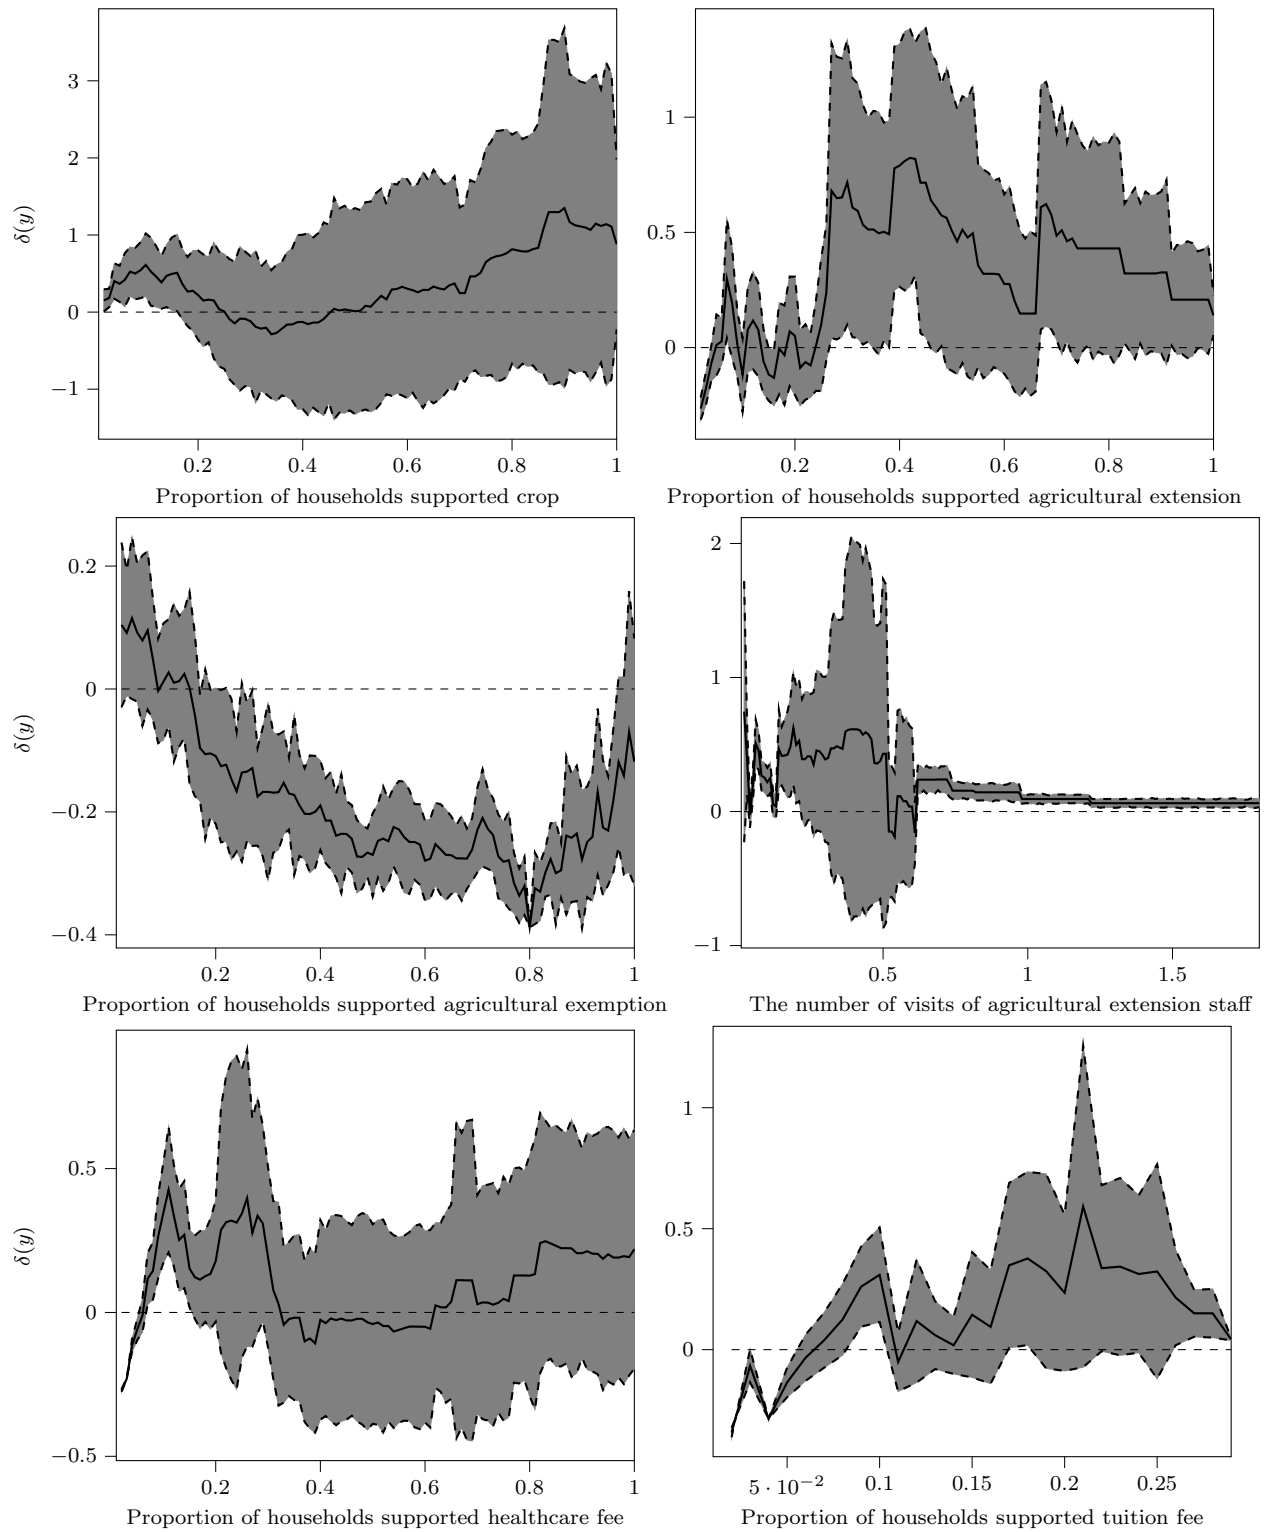 3
2
1
0
−1
δ(y)
0.2 0.4 0.6 0.8 1
Proportion of households supported crop
1
0.5
0
0.2 0.4 0.6 0.8 1
Proportion of households supported agricultural extension
0.2
0
−0.2
−0.4
δ(y)
0.2 0.4 0.6 0.8 1
Proportion of households supported agricultural exemption
2
1
0
−1
0.5 1 1.5
The number of visits of agricultural extension staff
0.5
0
−0.5
δ(y)
0.2 0.4 0.6 0.8 1
Proportion of households supported healthcare fee
1
0.5
0
5 · 10⁻² 0.1 0.15 0.2 0.25
Proportion of households supported tuition fee